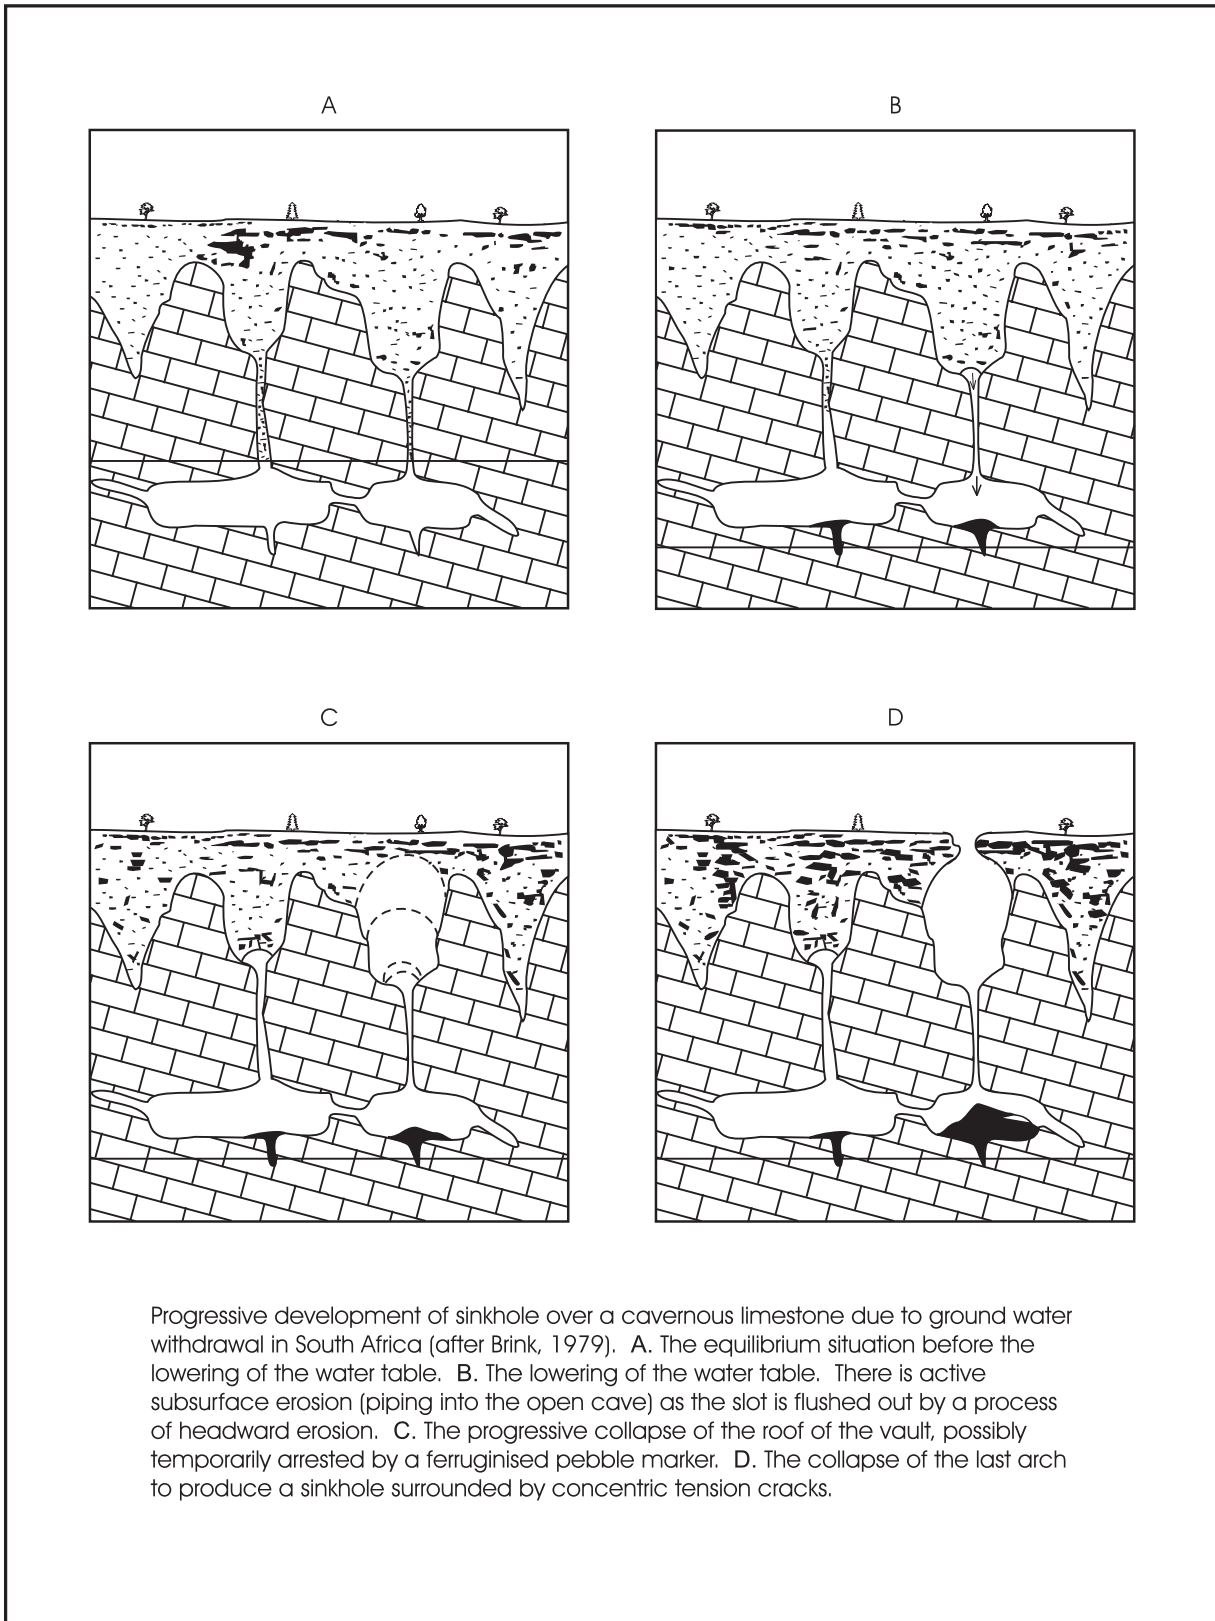 A
B
C
D
Progressive development of sinkhole over a cavernous limestone due to ground water
withdrawal in South Africa (after Brink, 1979).  A. The equilibrium situation before the
lowering of the water table.  B. The lowering of the water table.  There is active
subsurface erosion (piping into the open cave) as the slot is flushed out by a process
of headward erosion.  C. The progressive collapse of the roof of the vault, possibly
temporarily arrested by a ferruginised pebble marker.  D. The collapse of the last arch
to produce a sinkhole surrounded by concentric tension cracks.